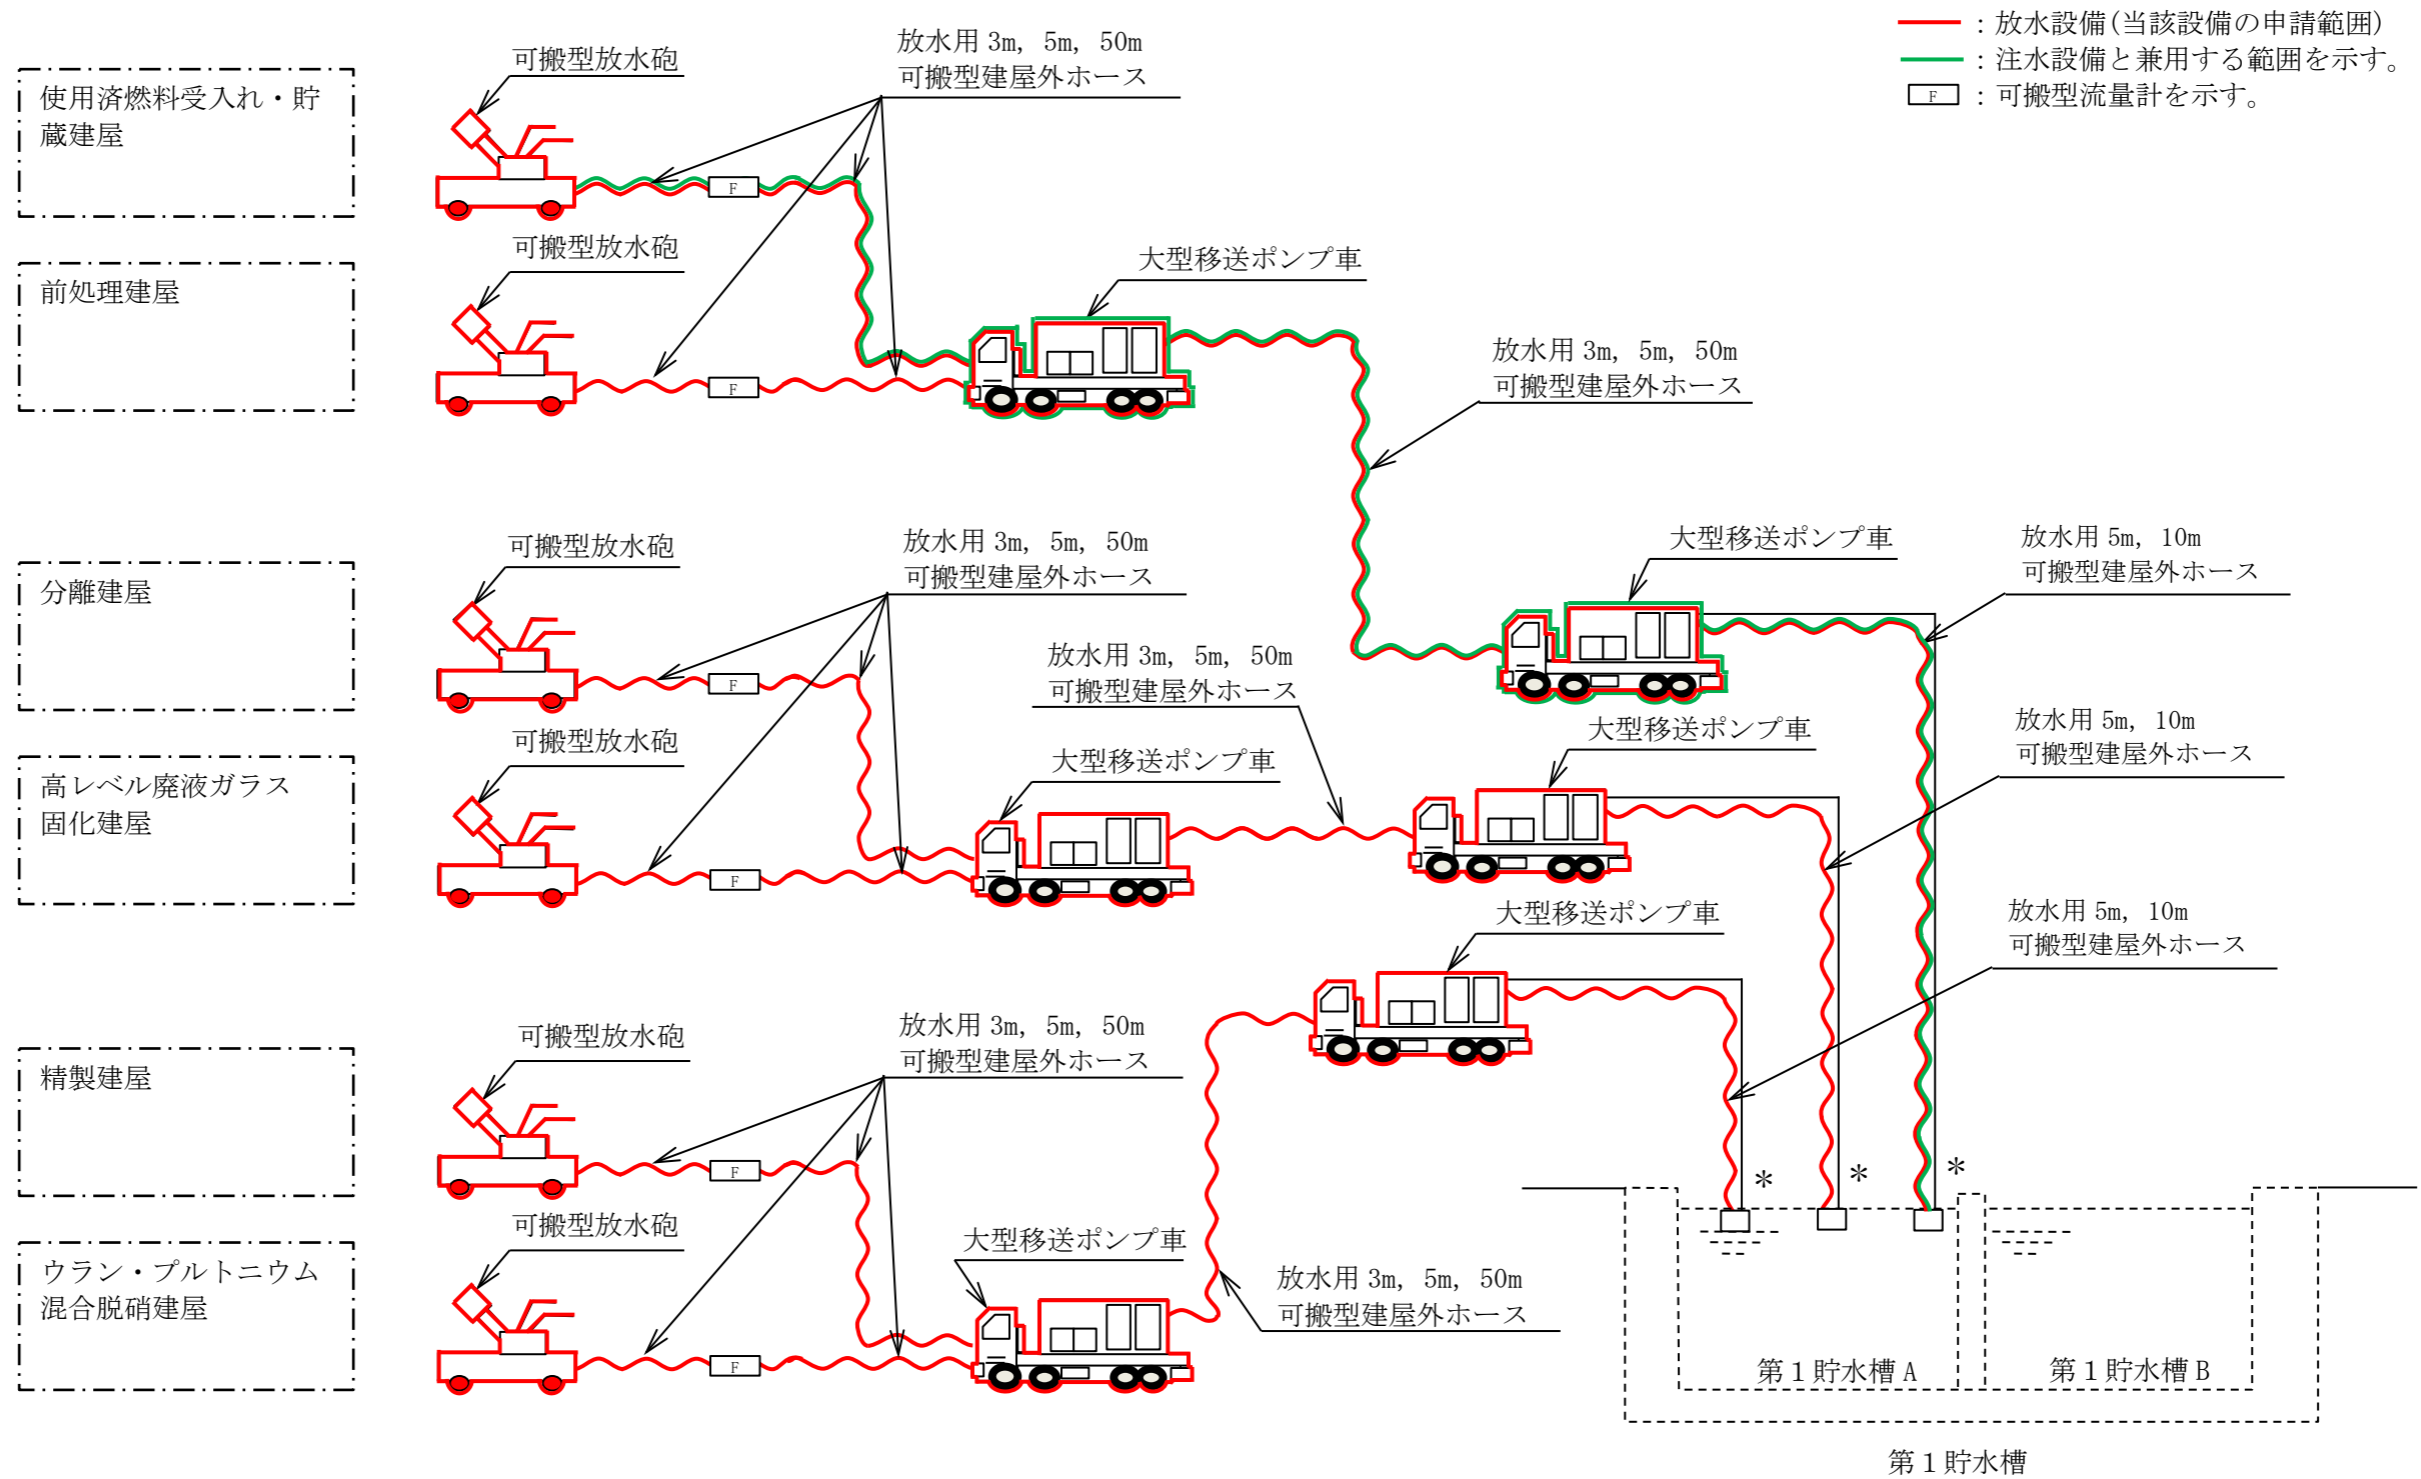 ：放水設備(当該設備の申請範囲)
：注水設備と兼用する範囲を示す。
F ：可搬型流量計を示す。
使用済燃料受入れ・貯
蔵建屋
可搬型放水砲
放水用 3m, 5m, 50m
可搬型建屋外ホース
F
前処理建屋
可搬型放水砲
F
大型移送ポンプ車
放水用 3m, 5m, 50m
可搬型建屋外ホース
分離建屋
可搬型放水砲
放水用 3m, 5m, 50m
可搬型建屋外ホース
F
大型移送ポンプ車
放水用 5m, 10m
可搬型建屋外ホース
放水用 3m, 5m, 50m
可搬型建屋外ホース
高レベル廃液ガラス
固化建屋
可搬型放水砲
F
大型移送ポンプ車
大型移送ポンプ車
放水用 5m, 10m
可搬型建屋外ホース
大型移送ポンプ車
放水用 5m, 10m
可搬型建屋外ホース
精製建屋
可搬型放水砲
放水用 3m, 5m, 50m
可搬型建屋外ホース
F
ウラン・プルトニウム
混合脱硝建屋
可搬型放水砲
F
大型移送ポンプ車
放水用 3m, 5m, 50m
可搬型建屋外ホース
* * *
第１貯水槽 A
第１貯水槽 B
第１貯水槽